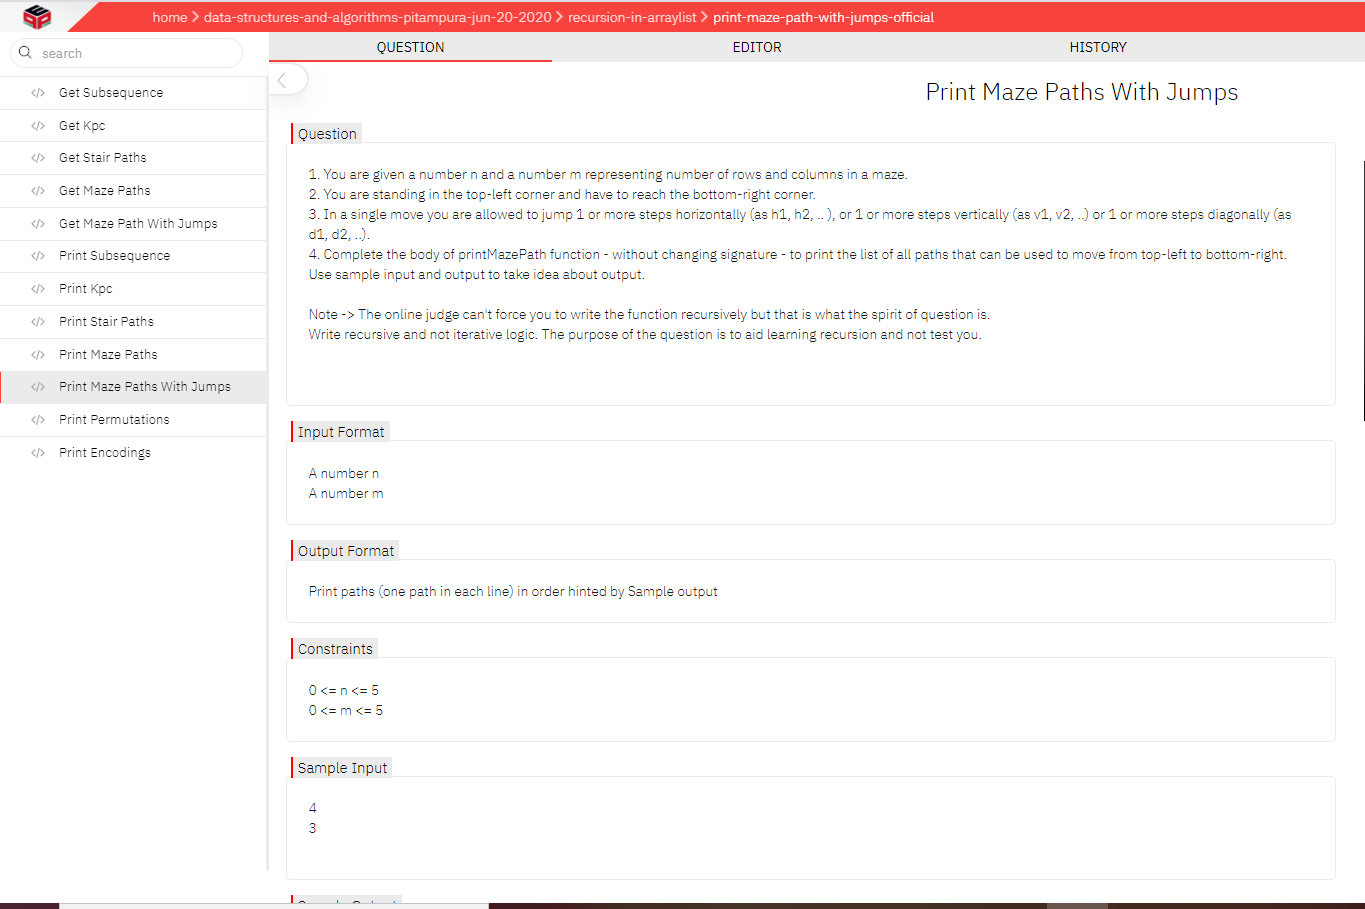 home > data-structures-and-algorithms-pitampura-jun-20-2020 > recursion-in-arraylist > print-maze-path-with-jumps-official
search
QUESTION EDITOR HISTORY
</> Get Subsequence
</> Get Kpc
</> Get Stair Paths
</> Get Maze Paths
</> Get Maze Path With Jumps
</> Print Subsequence
</> Print Kpc
</> Print Stair Paths
</> Print Maze Paths
</> Print Maze Paths With Jumps
</> Print Permutations
</> Print Encodings
Print Maze Paths With Jumps
Question
1. You are given a number n and a number m representing number of rows and columns in a maze.
2. You are standing in the top-left corner and have to reach the bottom-right corner.
3. In a single move you are allowed to jump 1 or more steps horizontally (as h1, h2, .. ), or 1 or more steps vertically (as v1, v2, ..) or 1 or more steps diagonally (as
d1, d2, ..).
4. Complete the body of printMazePath function - without changing signature - to print the list of all paths that can be used to move from top-left to bottom-right.
Use sample input and output to take idea about output.
Note -> The online judge can't force you to write the function recursively but that is what the spirit of question is.
Write recursive and not iterative logic. The purpose of the question is to aid learning recursion and not test you.
Input Format
A number n
A number m
Output Format
Print paths (one path in each line) in order hinted by Sample output
Constraints
0 <= n <= 5
0 <= m <= 5
Sample Input
4
3